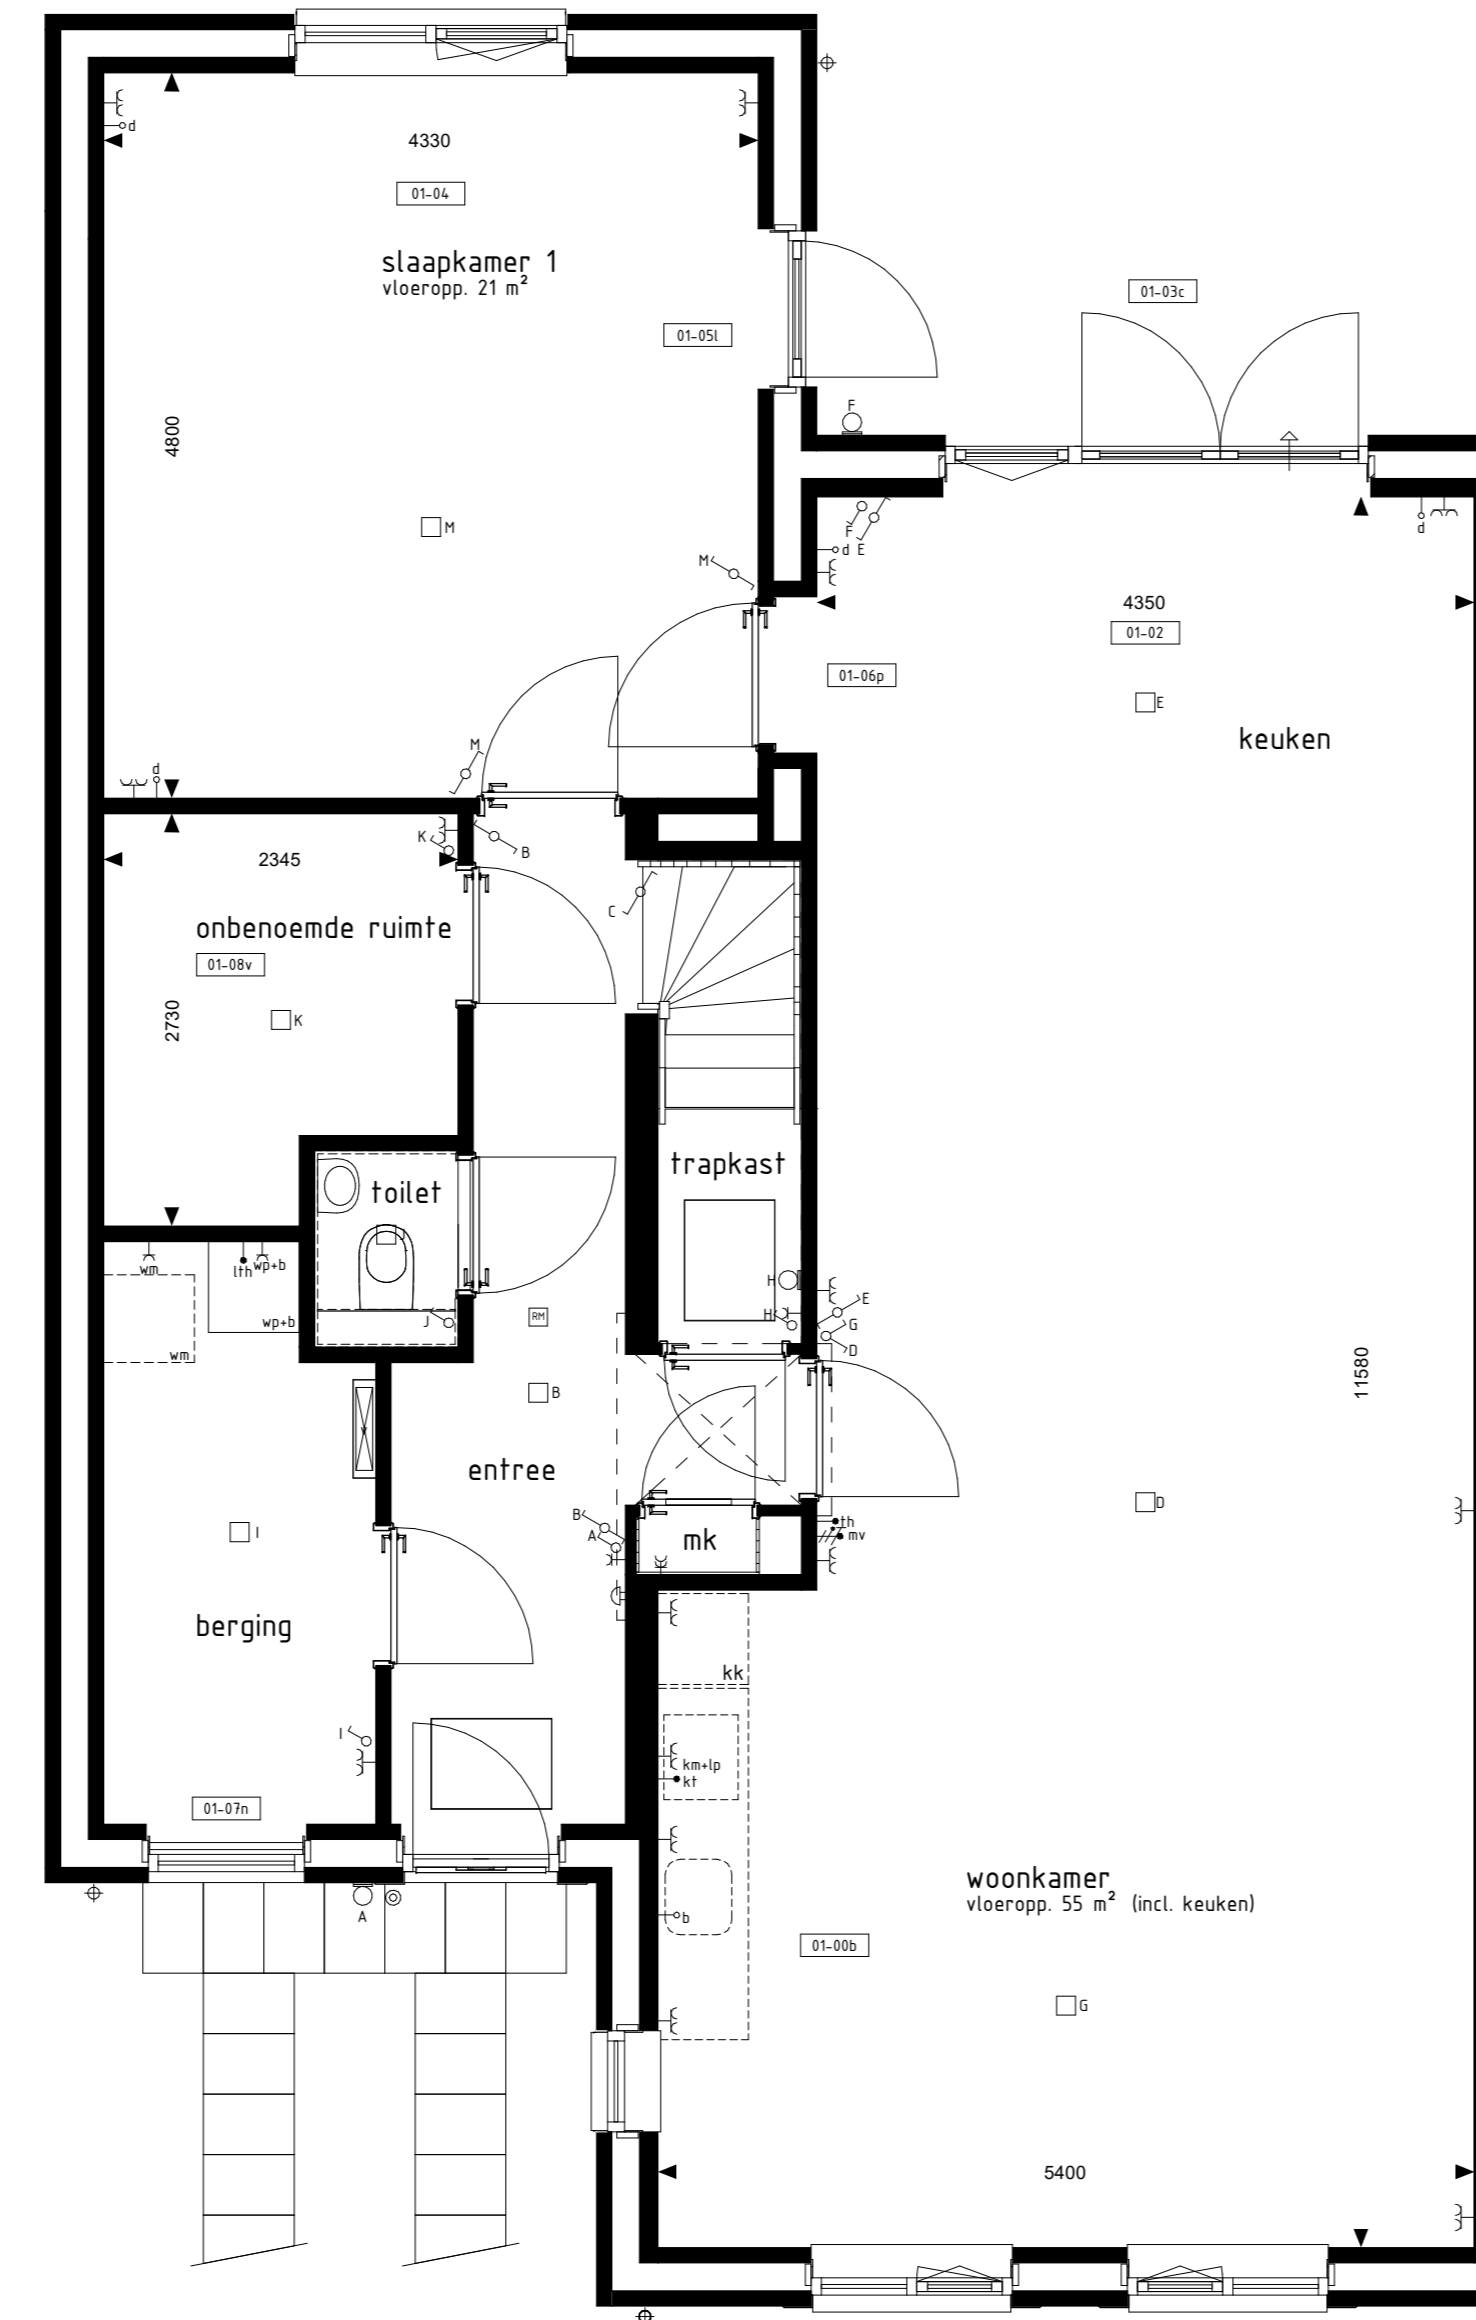 d
4330
01-04
slaapkamer 1
vloeropp. 21 m²
01-05l
01-03c
F
4800
M
M
F
d E
d
4350
01-02
01-06p
E
keuken
M
d
K
B
2345
C
onbenoemde ruimte
01-08v
2730
K
trapkast
toilet
wm
lth
wp+b
wp+b
wm
J
RM
H
H
E
G
D
B
11580
entree
B
A
mk
th
mv
D
I
berging
kk
I
km+lp
kt
01-07n
A
b
woonkamer
vloeropp. 55 m² (incl. keuken)
01-00b
G
5400